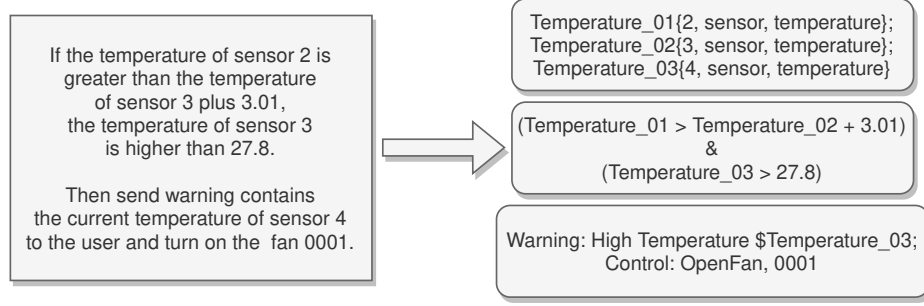 If the temperature of sensor 2 is
greater than the temperature
of sensor 3 plus 3.01,
the temperature of sensor 3
is higher than 27.8.
Then send warning contains
the current temperature of sensor 4
to the user and turn on the fan 0001.
Temperature_01{2, sensor, temperature};
Temperature_02{3, sensor, temperature};
Temperature_03{4, sensor, temperature}
(Temperature_01 > Temperature_02 + 3.01)
&
(Temperature_03 > 27.8)
Warning: High Temperature $Temperature_03;
Control: OpenFan, 0001